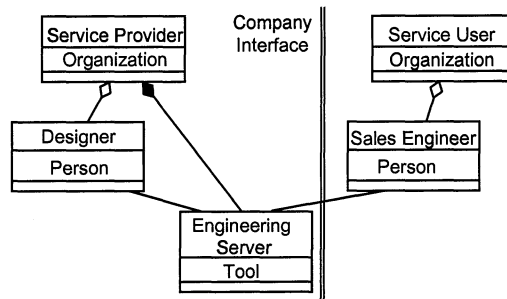 Service Provider
Organization
Company
Interface
Service User
Organization
Designer
Person
Sales Engineer
Person
Engineering
Server
Tool